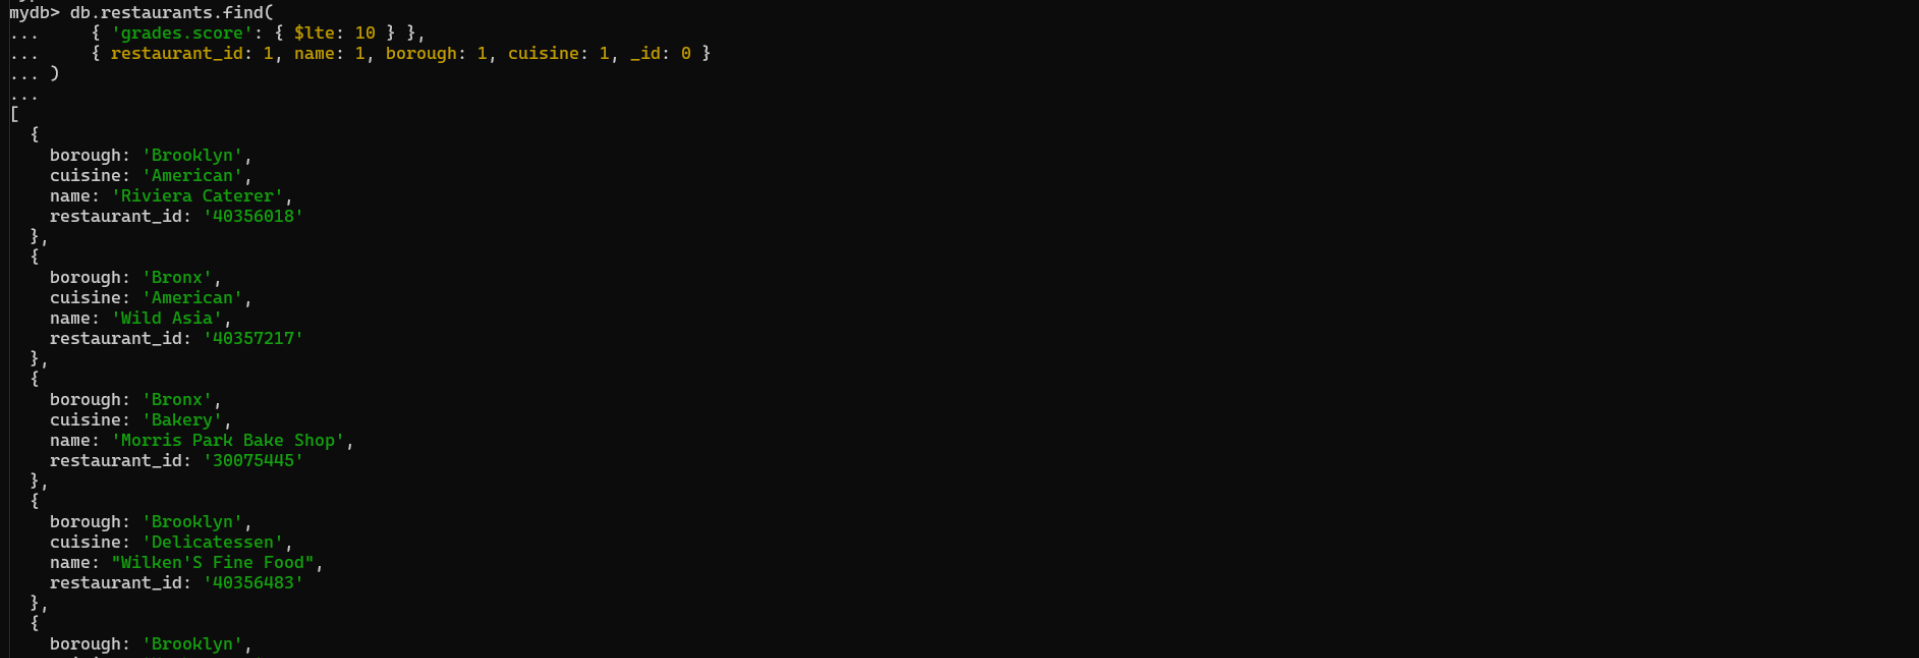 mydb> db.restaurants.find(
...     { 'grades.score': { $lte: 10 } },
...     { restaurant_id: 1, name: 1, borough: 1, cuisine: 1, _id: 0 }
... )
...
[
  {
    borough: 'Brooklyn',
    cuisine: 'American',
    name: 'Riviera Caterer',
    restaurant_id: '40356018'
  },
  {
    borough: 'Bronx',
    cuisine: 'American',
    name: 'Wild Asia',
    restaurant_id: '40357217'
  },
  {
    borough: 'Bronx',
    cuisine: 'Bakery',
    name: 'Morris Park Bake Shop',
    restaurant_id: '30075445'
  },
  {
    borough: 'Brooklyn',
    cuisine: 'Delicatessen',
    name: "Wilken'S Fine Food",
    restaurant_id: '40356483'
  },
  {
    borough: 'Brooklyn',